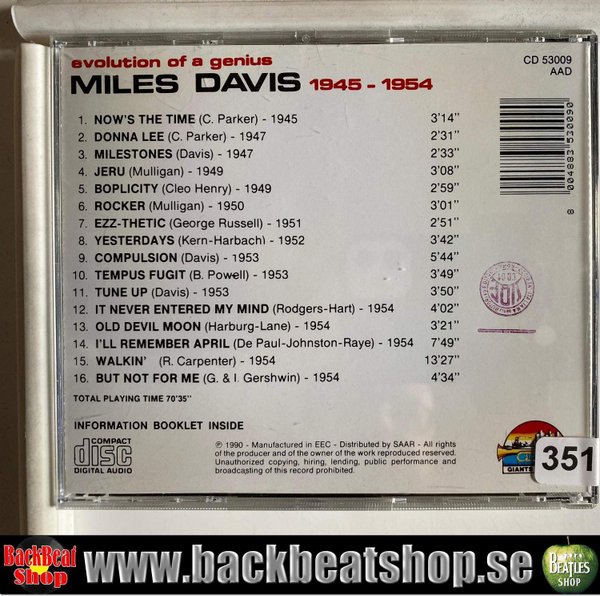 evolution of a genius
MILES DAVIS 1945 - 1954
CD 53009
AAD
1. NOW'S THE TIME (C. Parker) - 1945 3'14"
2. DONNA LEE (C. Parker) - 1947 2'31"
3. MILESTONES (Davis) - 1947 2'33"
4. JERU (Mulligan) - 1949 3'08"
5. BOPLICITY (Cleo Henry) - 1949 2'59"
6. ROCKER (Mulligan) - 1950 3'01"
7. EZZ-THETIC (George Russell) - 1951 2'51"
8. YESTERDAYS (Kern-Harbach) - 1952 3'42"
9. COMPULSION (Davis) - 1953 5'44"
10. TEMPUS FUGIT (B. Powell) - 1953 3'49"
11. TUNE UP (Davis) - 1953 3'50"
12. IT NEVER ENTERED MY MIND (Rodgers-Hart) - 1954 4'02"
13. OLD DEVIL MOON (Harburg-Lane) - 1954 3'21"
14. I'LL REMEMBER APRIL (De Paul-Johnston-Raye) - 1954 7'49"
15. WALKIN' (R. Carpenter) - 1954 13'27"
16. BUT NOT FOR ME (G. & I. Gershwin) - 1954 4'34"
TOTAL PLAYING TIME 70'35"
8 004883 530090
INFORMATION BOOKLET INSIDE
COMPACT
disc
DIGITAL AUDIO
℗ 1990 - Manufactured in EEC - Distributed by SAAR - All rights
of the producer and of the owner of the work reproduced reserved.
Unauthorized copying, hiring, lending, public performance and
broadcasting of this record prohibited.
GIANTS
351
BackBeat
Shop
www.backbeatshop.se
BEATLES
SHOP